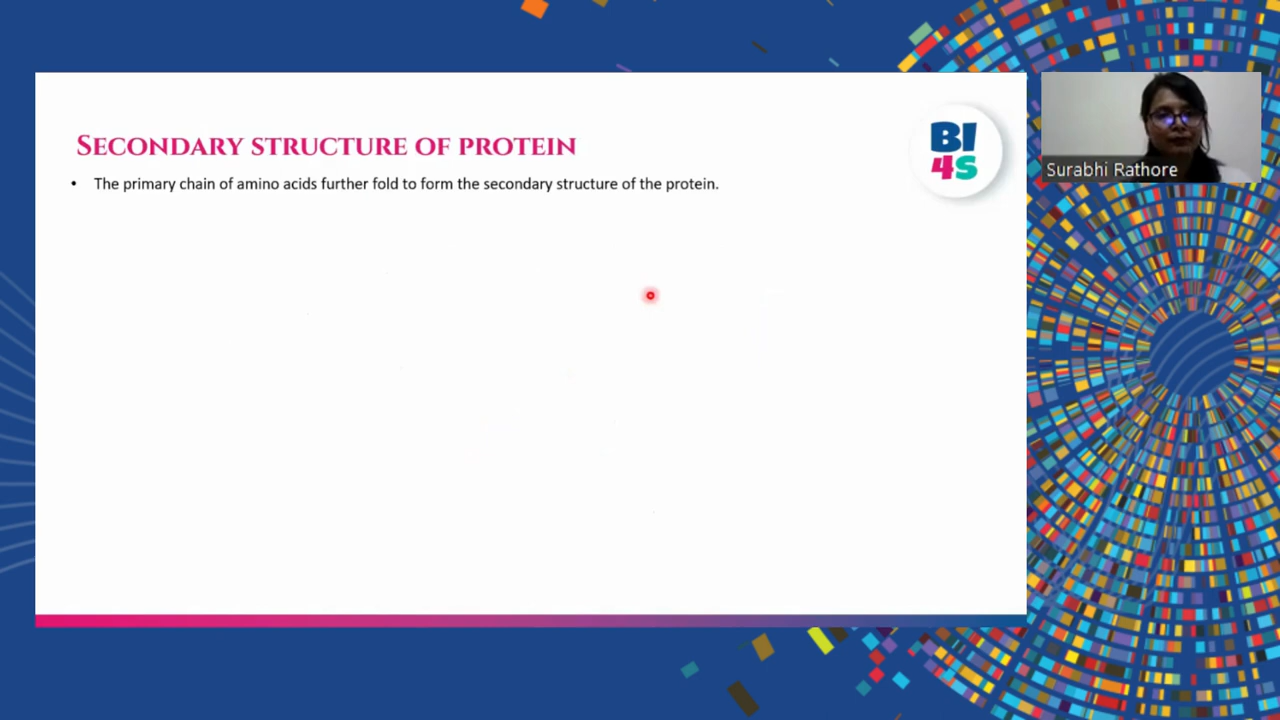 SECONDARY STRUCTURE OF PROTEIN
• The primary chain of amino acids further fold to form the secondary structure of the protein.
BI
4S
Surabhi Rathore